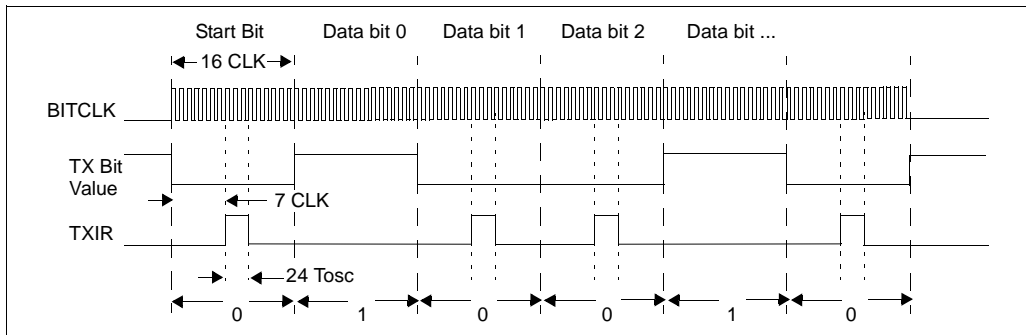 Start Bit Data bit 0 Data bit 1 Data bit 2 Data bit ...
16 CLK
BITCLK
TX Bit
Value
7 CLK
TXIR
24 Tosc
0 1 0 0 1 0